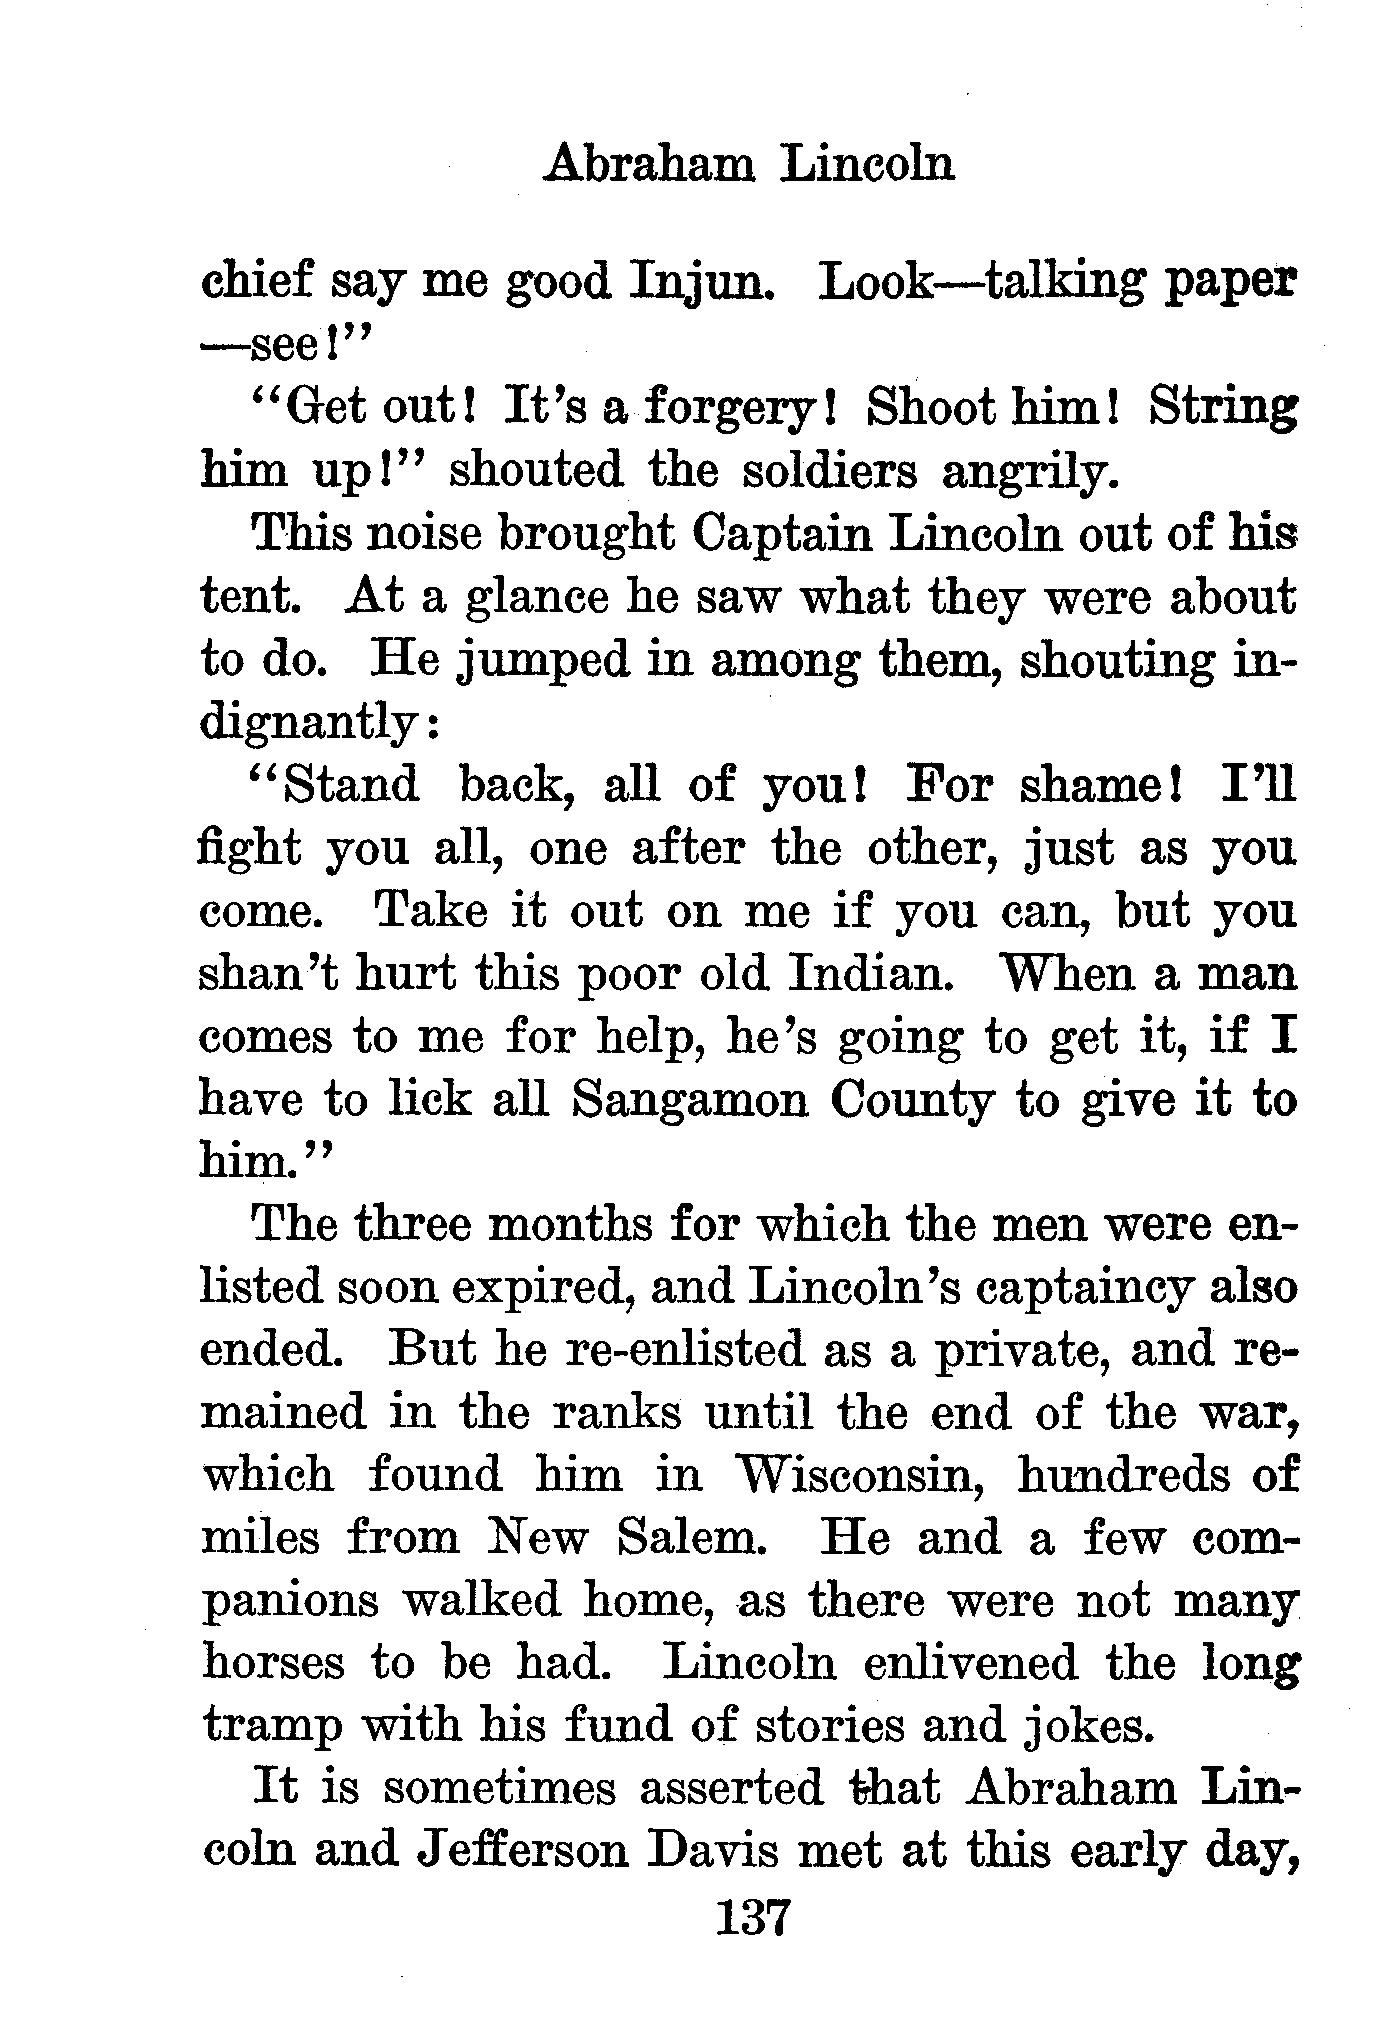 Abraham Lincoln
chief say me good Injun. Look—talking paper
—see!"
"Get out! It's a forgery! Shoot him! String
him up!" shouted the soldiers angrily.
This noise brought Captain Lincoln out of his
tent. At a glance he saw what they were about
to do. He jumped in among them, shouting in-
dignantly:
"Stand back, all of you! For shame! I'll
fight you all, one after the other, just as you
come. Take it out on me if you can, but you
shan't hurt this poor old Indian. When a man
comes to me for help, he's going to get it, if I
have to lick all Sangamon County to give it to
him."
The three months for which the men were en-
listed soon expired, and Lincoln's captaincy also
ended. But he re-enlisted as a private, and re-
mained in the ranks until the end of the war,
which found him in Wisconsin, hundreds of
miles from New Salem. He and a few com-
panions walked home, as there were not many
horses to be had. Lincoln enlivened the long
tramp with his fund of stories and jokes.
It is sometimes asserted that Abraham Lin-
coln and Jefferson Davis met at this early day,
137